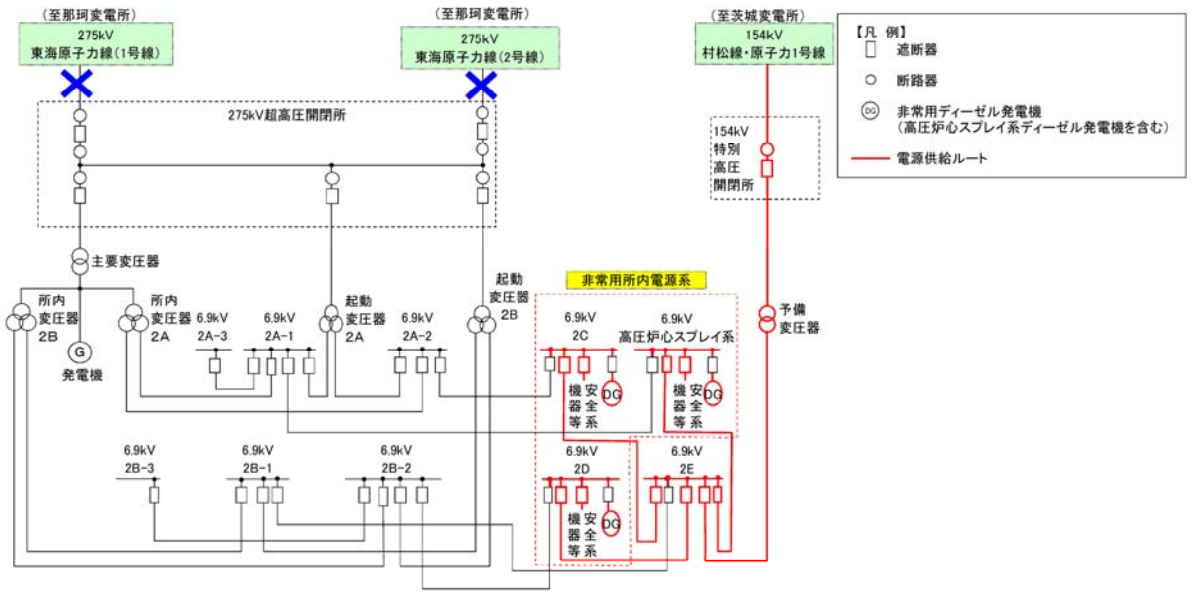 (至那珂変電所)
275kV
東海原子力線(1号線)
(至那珂変電所)
275kV
東海原子力線(2号線)
(至茨城変電所)
154kV
村松線・原子力1号線
【凡 例】
遮断器
断路器
DG
非常用ディーゼル発電機
(高圧炉心スプレイ系ディーゼル発電機を含む)
電源供給ルート
275kV超高圧開閉所
154kV
特別
高圧
開閉所
主要変圧器
所内
変圧器
2B
所内
変圧器
2A
G
発電機
起動
変圧器
2A
起動
変圧器
2B
非常用所内電源系
予備
変圧器
6.9kV
2A-3
6.9kV
2A-1
6.9kV
2A-2
6.9kV
2C
安全系
機器等
DG
6.9kV
高圧炉心スプレイ系
安全系
機器等
DG
6.9kV
2B-3
6.9kV
2B-1
6.9kV
2B-2
6.9kV
2D
安全系
機器等
DG
6.9kV
2E